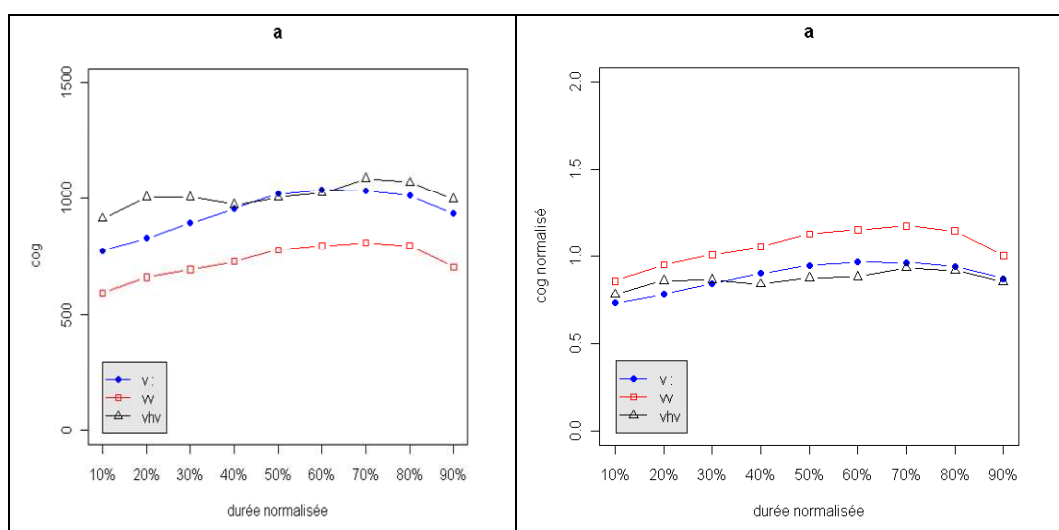 a
1500
1000
500
0
cog
v :
vv
vhv
10% 20% 30% 40% 50% 60% 70% 80% 90%
durée normalisée
a
2.0
1.5
1.0
0.5
0.0
cog normalisé
v :
vv
vhv
10% 20% 30% 40% 50% 60% 70% 80% 90%
durée normalisée